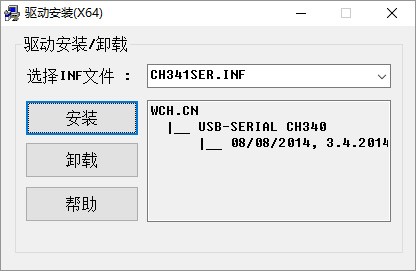 驱动安装(X64)
驱动安装/卸载
选择INF文件 :
CH341SER.INF
安装
卸载
帮助
WCH.CN
|__ USB-SERIAL CH340
|__ 08/08/2014, 3.4.2014